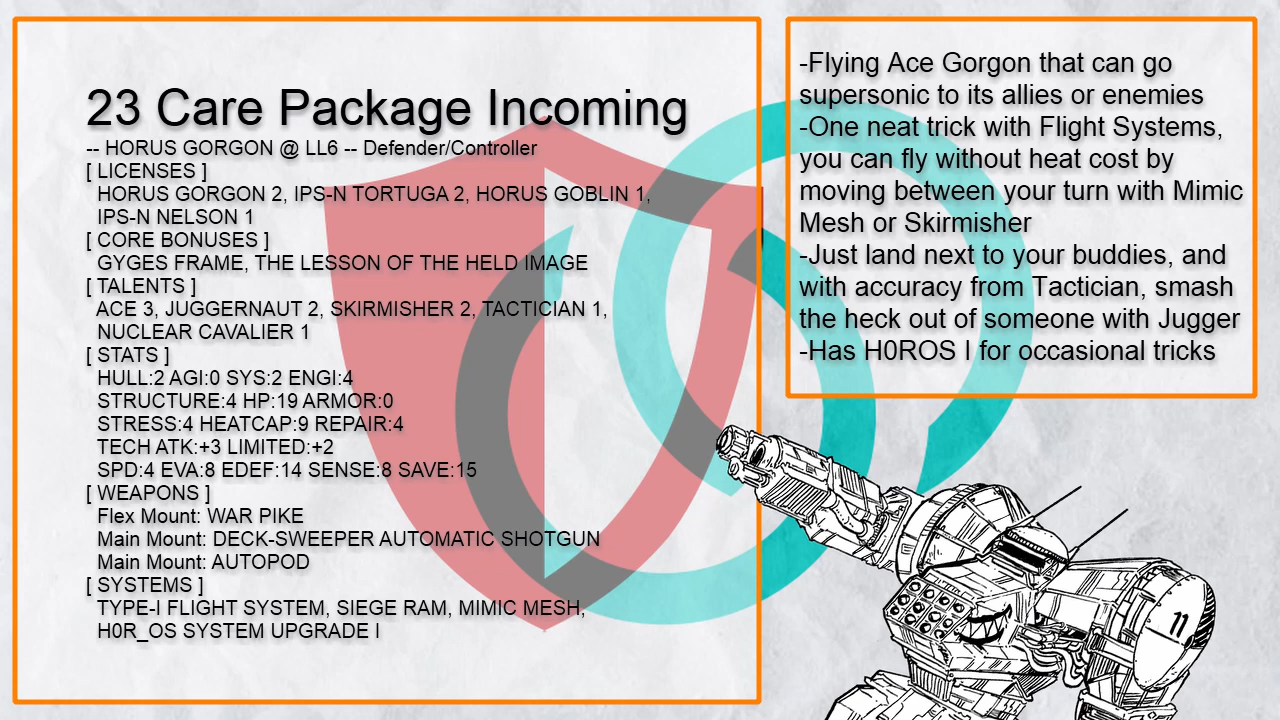 23 Care Package Incoming
-- HORUS GORGON @ LL6 -- Defender/Controller
[ LICENSES ]
HORUS GORGON 2, IPS-N TORTUGA 2, HORUS GOBLIN 1,
IPS-N NELSON 1
[ CORE BONUSES ]
GYGES FRAME, THE LESSON OF THE HELD IMAGE
[ TALENTS ]
ACE 3, JUGGERNAUT 2, SKIRMISHER 2, TACTICIAN 1,
NUCLEAR CAVALIER 1
[ STATS ]
HULL:2 AGI:0 SYS:2 ENGI:4
STRUCTURE:4 HP:19 ARMOR:0
STRESS:4 HEATCAP:9 REPAIR:4
TECH ATK:+3 LIMITED:+2
SPD:4 EVA:8 EDEF:14 SENSE:8 SAVE:15
[ WEAPONS ]
Flex Mount: WAR PIKE
Main Mount: DECK-SWEEPER AUTOMATIC SHOTGUN
Main Mount: AUTOPOD
[ SYSTEMS ]
TYPE-I FLIGHT SYSTEM, SIEGE RAM, MIMIC MESH,
H0R_OS SYSTEM UPGRADE I
-Flying Ace Gorgon that can go
supersonic to its allies or enemies
-One neat trick with Flight Systems,
you can fly without heat cost by
moving between your turn with Mimic
Mesh or Skirmisher
-Just land next to your buddies, and
with accuracy from Tactician, smash
the heck out of someone with Jugger
-Has H0ROS I for occasional tricks
11